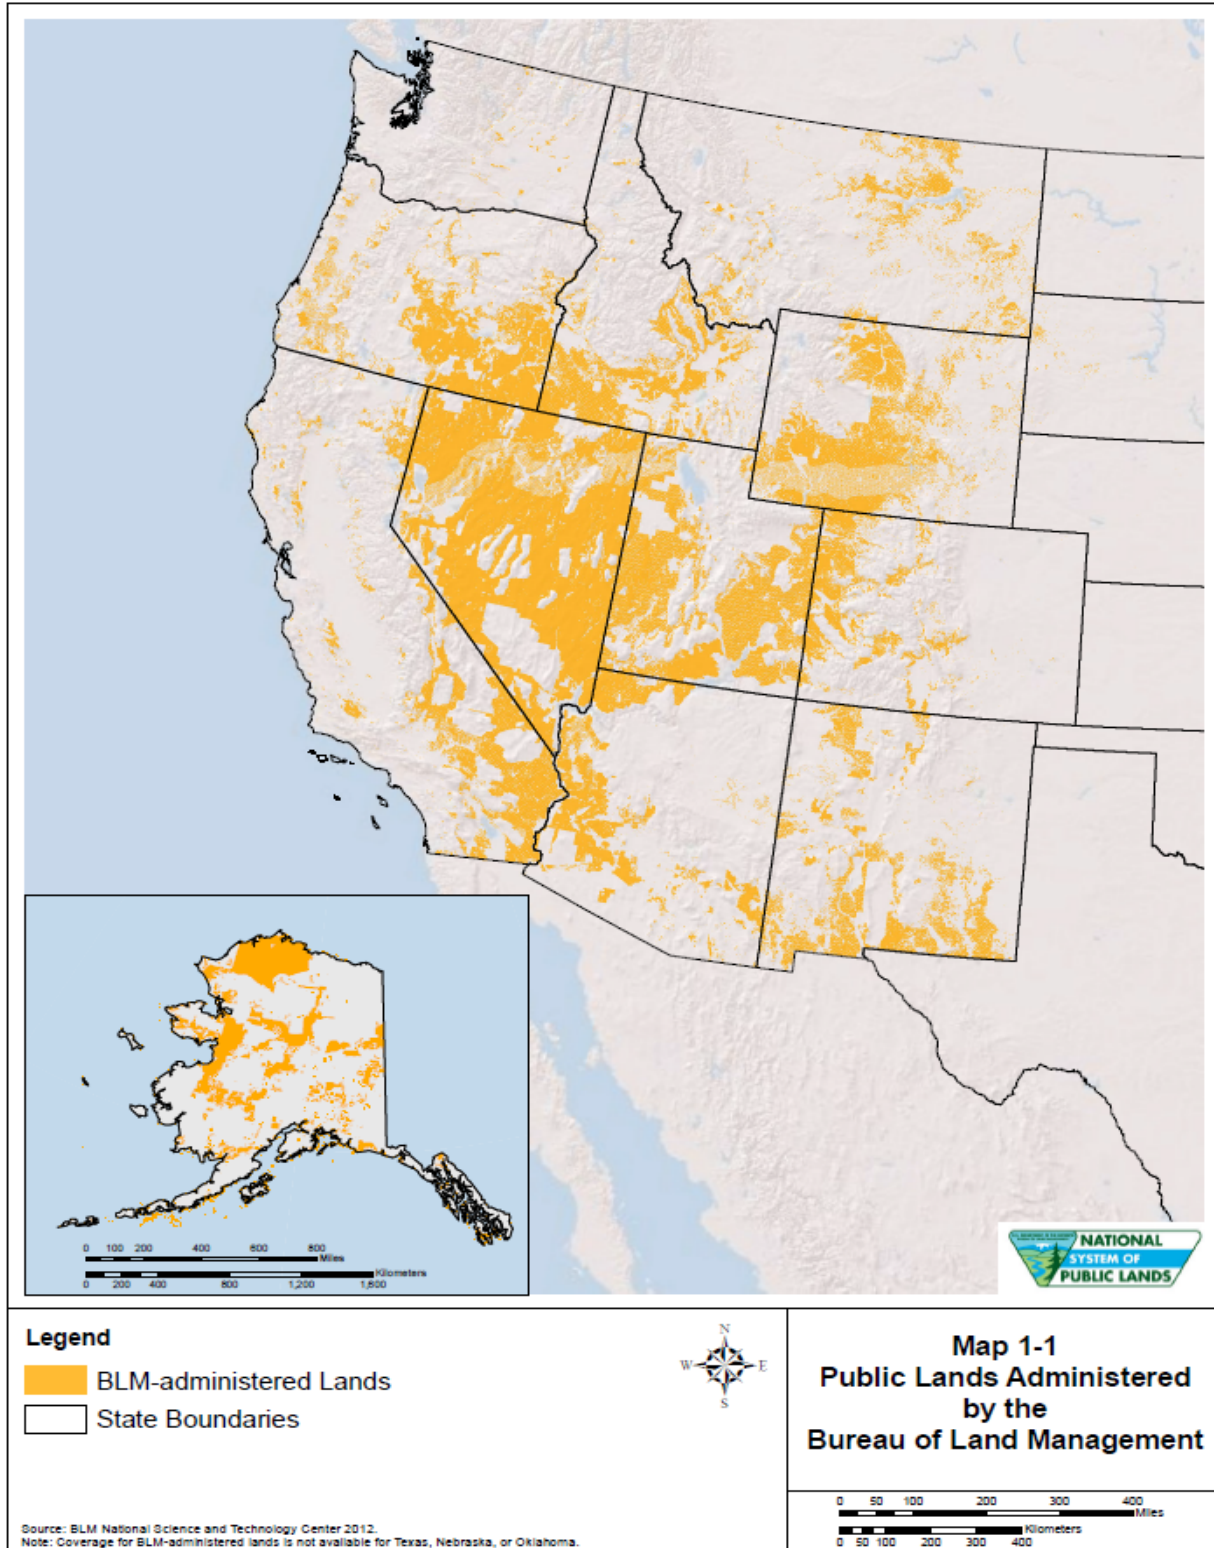 0 100 200 400 600 800
Miles
Kilometers
0 200 400 800 1,200 1,600
NATIONAL
SYSTEM OF
PUBLIC LANDS
Legend
BLM-administered Lands
State Boundaries
N
W E
S
Map 1-1
Public Lands Administered
by the
Bureau of Land Management
0 50 100 200 300 400
Miles
Kilometers
0 50 100 200 300 400
Source: BLM National Science and Technology Center 2012.
Note: Coverage for BLM-administered lands is not available for Texas, Nebraska, or Oklahoma.